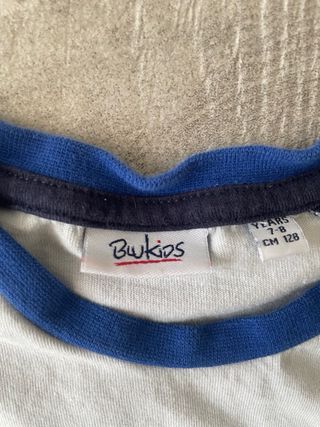 BluKids
YEARS
7-8
CM 128